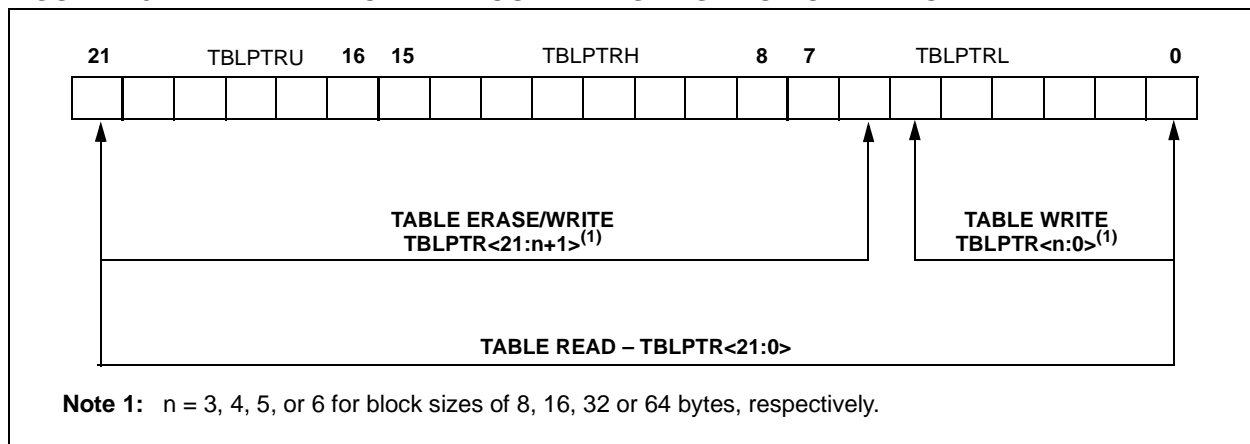 21 TBLPTRU 16 15 TBLPTRH 8 7 TBLPTRL 0
TABLE ERASE/WRITE
TBLPTR<21:n+1>(1)
TABLE WRITE
TBLPTR<n:0>(1)
TABLE READ – TBLPTR<21:0>
Note 1: n = 3, 4, 5, or 6 for block sizes of 8, 16, 32 or 64 bytes, respectively.